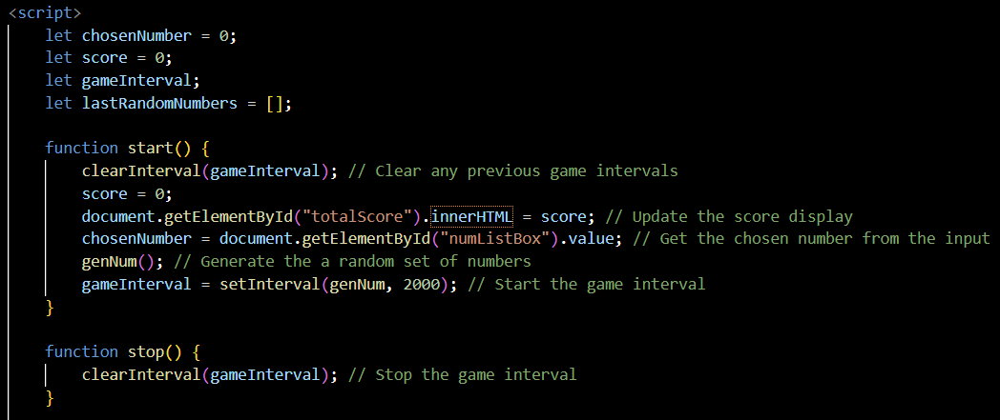 <script>
let chosenNumber = 0;
let score = 0;
let gameInterval;
let lastRandomNumbers = [];
function start() {
clearInterval(gameInterval); // Clear any previous game intervals
score = 0;
document.getElementById("totalScore").innerHTML = score; // Update the score display
chosenNumber = document.getElementById("numListBox").value; // Get the chosen number from the input
genNum(); // Generate the a random set of numbers
gameInterval = setInterval(genNum, 2000); // Start the game interval
}
function stop() {
clearInterval(gameInterval); // Stop the game interval
}